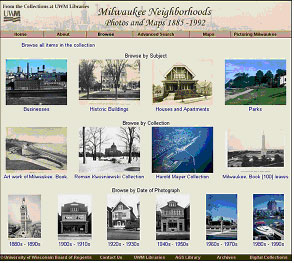 From the Collections at UWM Libraries
UWM
Milwaukee Neighborhoods
Photos and Maps 1885 -1992
Home About Browse Advanced Search Maps Picturing Milwaukee
Browse all items in the collection
Browse by Subject
Businesses Historic Buildings Houses and Apartments Parks
Browse by Collection
Art work of Milwaukee. Book. Roman Kwasniewski Collection Harold Mayer Collection Milwaukee. Book [100] leaves
Browse by Date of Photograph
1880s - 1890s 1900s - 1910s 1920s - 1930s 1940s - 1950s 1960s - 1970s 1980s - 1990s
©University of Wisconsin Board of Regents Contact Us UWM Libraries AGS Library Archives Digital Collections